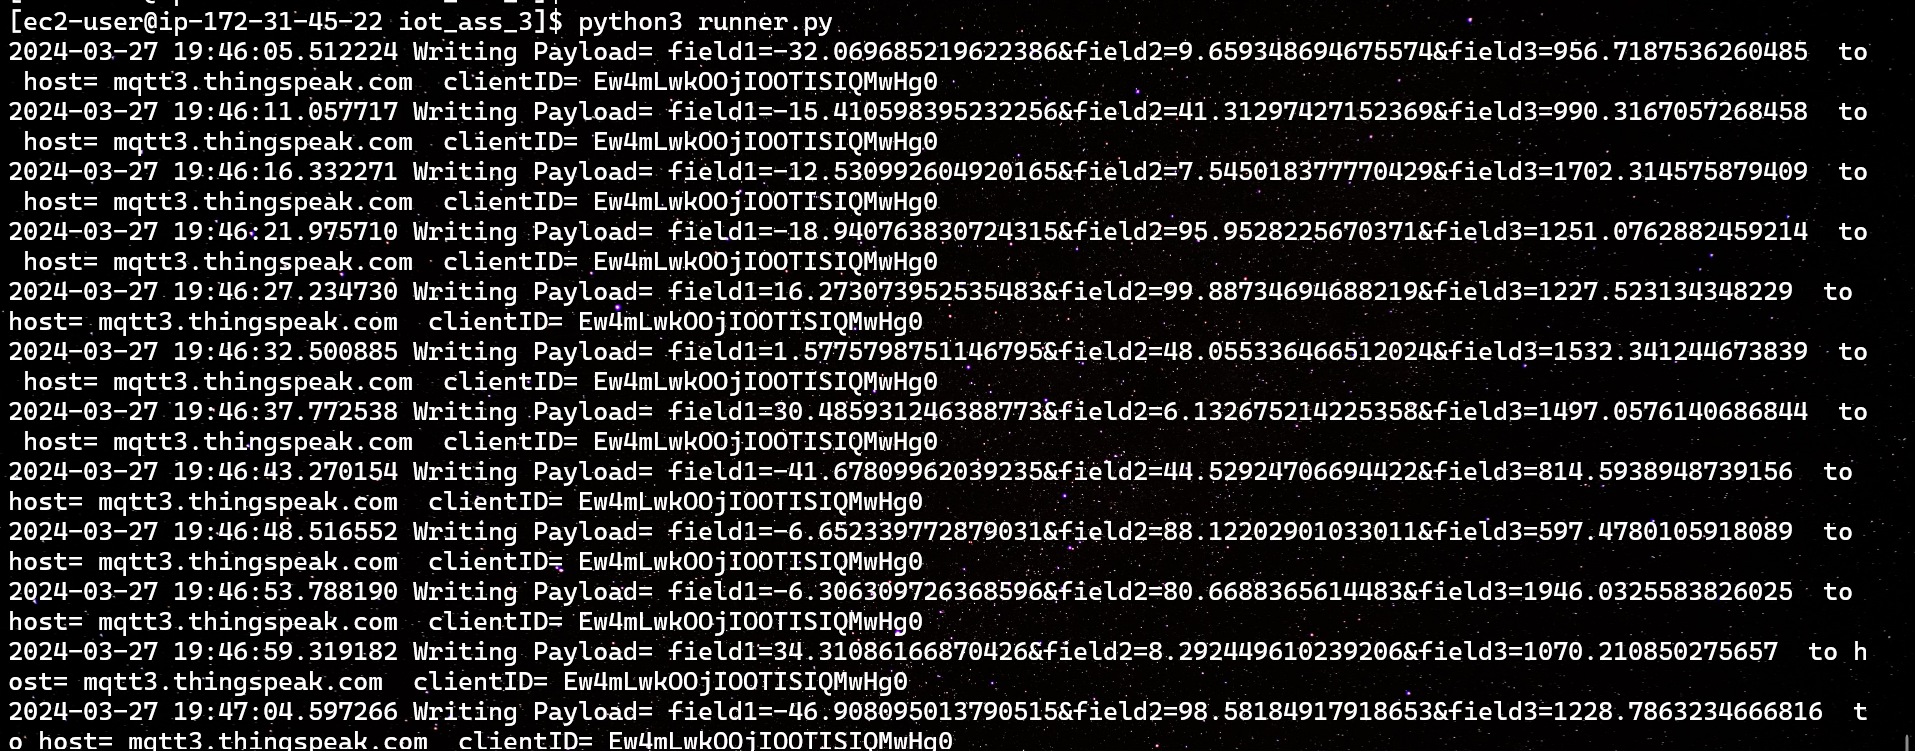 [ec2-user@ip-172-31-45-22 iot_ass_3]$ python3 runner.py
2024-03-27 19:46:05.512224 Writing Payload= field1=-32.069685219622386&field2=9.659348694675574&field3=956.7187536260485  to
 host= mqtt3.thingspeak.com  clientID= Ew4mLwkOOjIOOTISIQMwHg0
2024-03-27 19:46:11.057717 Writing Payload= field1=-15.410598395232256&field2=41.31297427152369&field3=990.3167057268458  to
 host= mqtt3.thingspeak.com  clientID= Ew4mLwkOOjIOOTISIQMwHg0
2024-03-27 19:46:16.332271 Writing Payload= field1=-12.530992604920165&field2=7.545018377770429&field3=1702.314575879409  to
 host= mqtt3.thingspeak.com  clientID= Ew4mLwkOOjIOOTISIQMwHg0
2024-03-27 19:46:21.975710 Writing Payload= field1=-18.940763830724315&field2=95.9528225670371&field3=1251.0762882459214  to
 host= mqtt3.thingspeak.com  clientID= Ew4mLwkOOjIOOTISIQMwHg0
2024-03-27 19:46:27.234730 Writing Payload= field1=16.273073952535483&field2=99.88734694688219&field3=1227.523134348229  to
host= mqtt3.thingspeak.com  clientID= Ew4mLwkOOjIOOTISIQMwHg0
2024-03-27 19:46:32.500885 Writing Payload= field1=1.5775798751146795&field2=48.055336466512024&field3=1532.341244673839  to
 host= mqtt3.thingspeak.com  clientID= Ew4mLwkOOjIOOTISIQMwHg0
2024-03-27 19:46:37.772538 Writing Payload= field1=30.485931246388773&field2=6.132675214225358&field3=1497.0576140686844  to
 host= mqtt3.thingspeak.com  clientID= Ew4mLwkOOjIOOTISIQMwHg0
2024-03-27 19:46:43.270154 Writing Payload= field1=-41.67809962039235&field2=44.52924706694422&field3=814.5938948739156  to
host= mqtt3.thingspeak.com  clientID= Ew4mLwkOOjIOOTISIQMwHg0
2024-03-27 19:46:48.516552 Writing Payload= field1=-6.652339772879031&field2=88.12202901033011&field3=597.4780105918089  to
host= mqtt3.thingspeak.com  clientID= Ew4mLwkOOjIOOTISIQMwHg0
2024-03-27 19:46:53.788190 Writing Payload= field1=-6.306309726368596&field2=80.6688365614483&field3=1946.0325583826025  to
host= mqtt3.thingspeak.com  clientID= Ew4mLwkOOjIOOTISIQMwHg0
2024-03-27 19:46:59.319182 Writing Payload= field1=34.31086166870426&field2=8.292449610239206&field3=1070.210850275657  to h
ost= mqtt3.thingspeak.com  clientID= Ew4mLwkOOjIOOTISIQMwHg0
2024-03-27 19:47:04.597266 Writing Payload= field1=-46.908095013790515&field2=98.58184917918653&field3=1228.7863234666816  t
o host= mqtt3.thingspeak.com  clientID= Ew4mLwkOOjIOOTISIQMwHg0